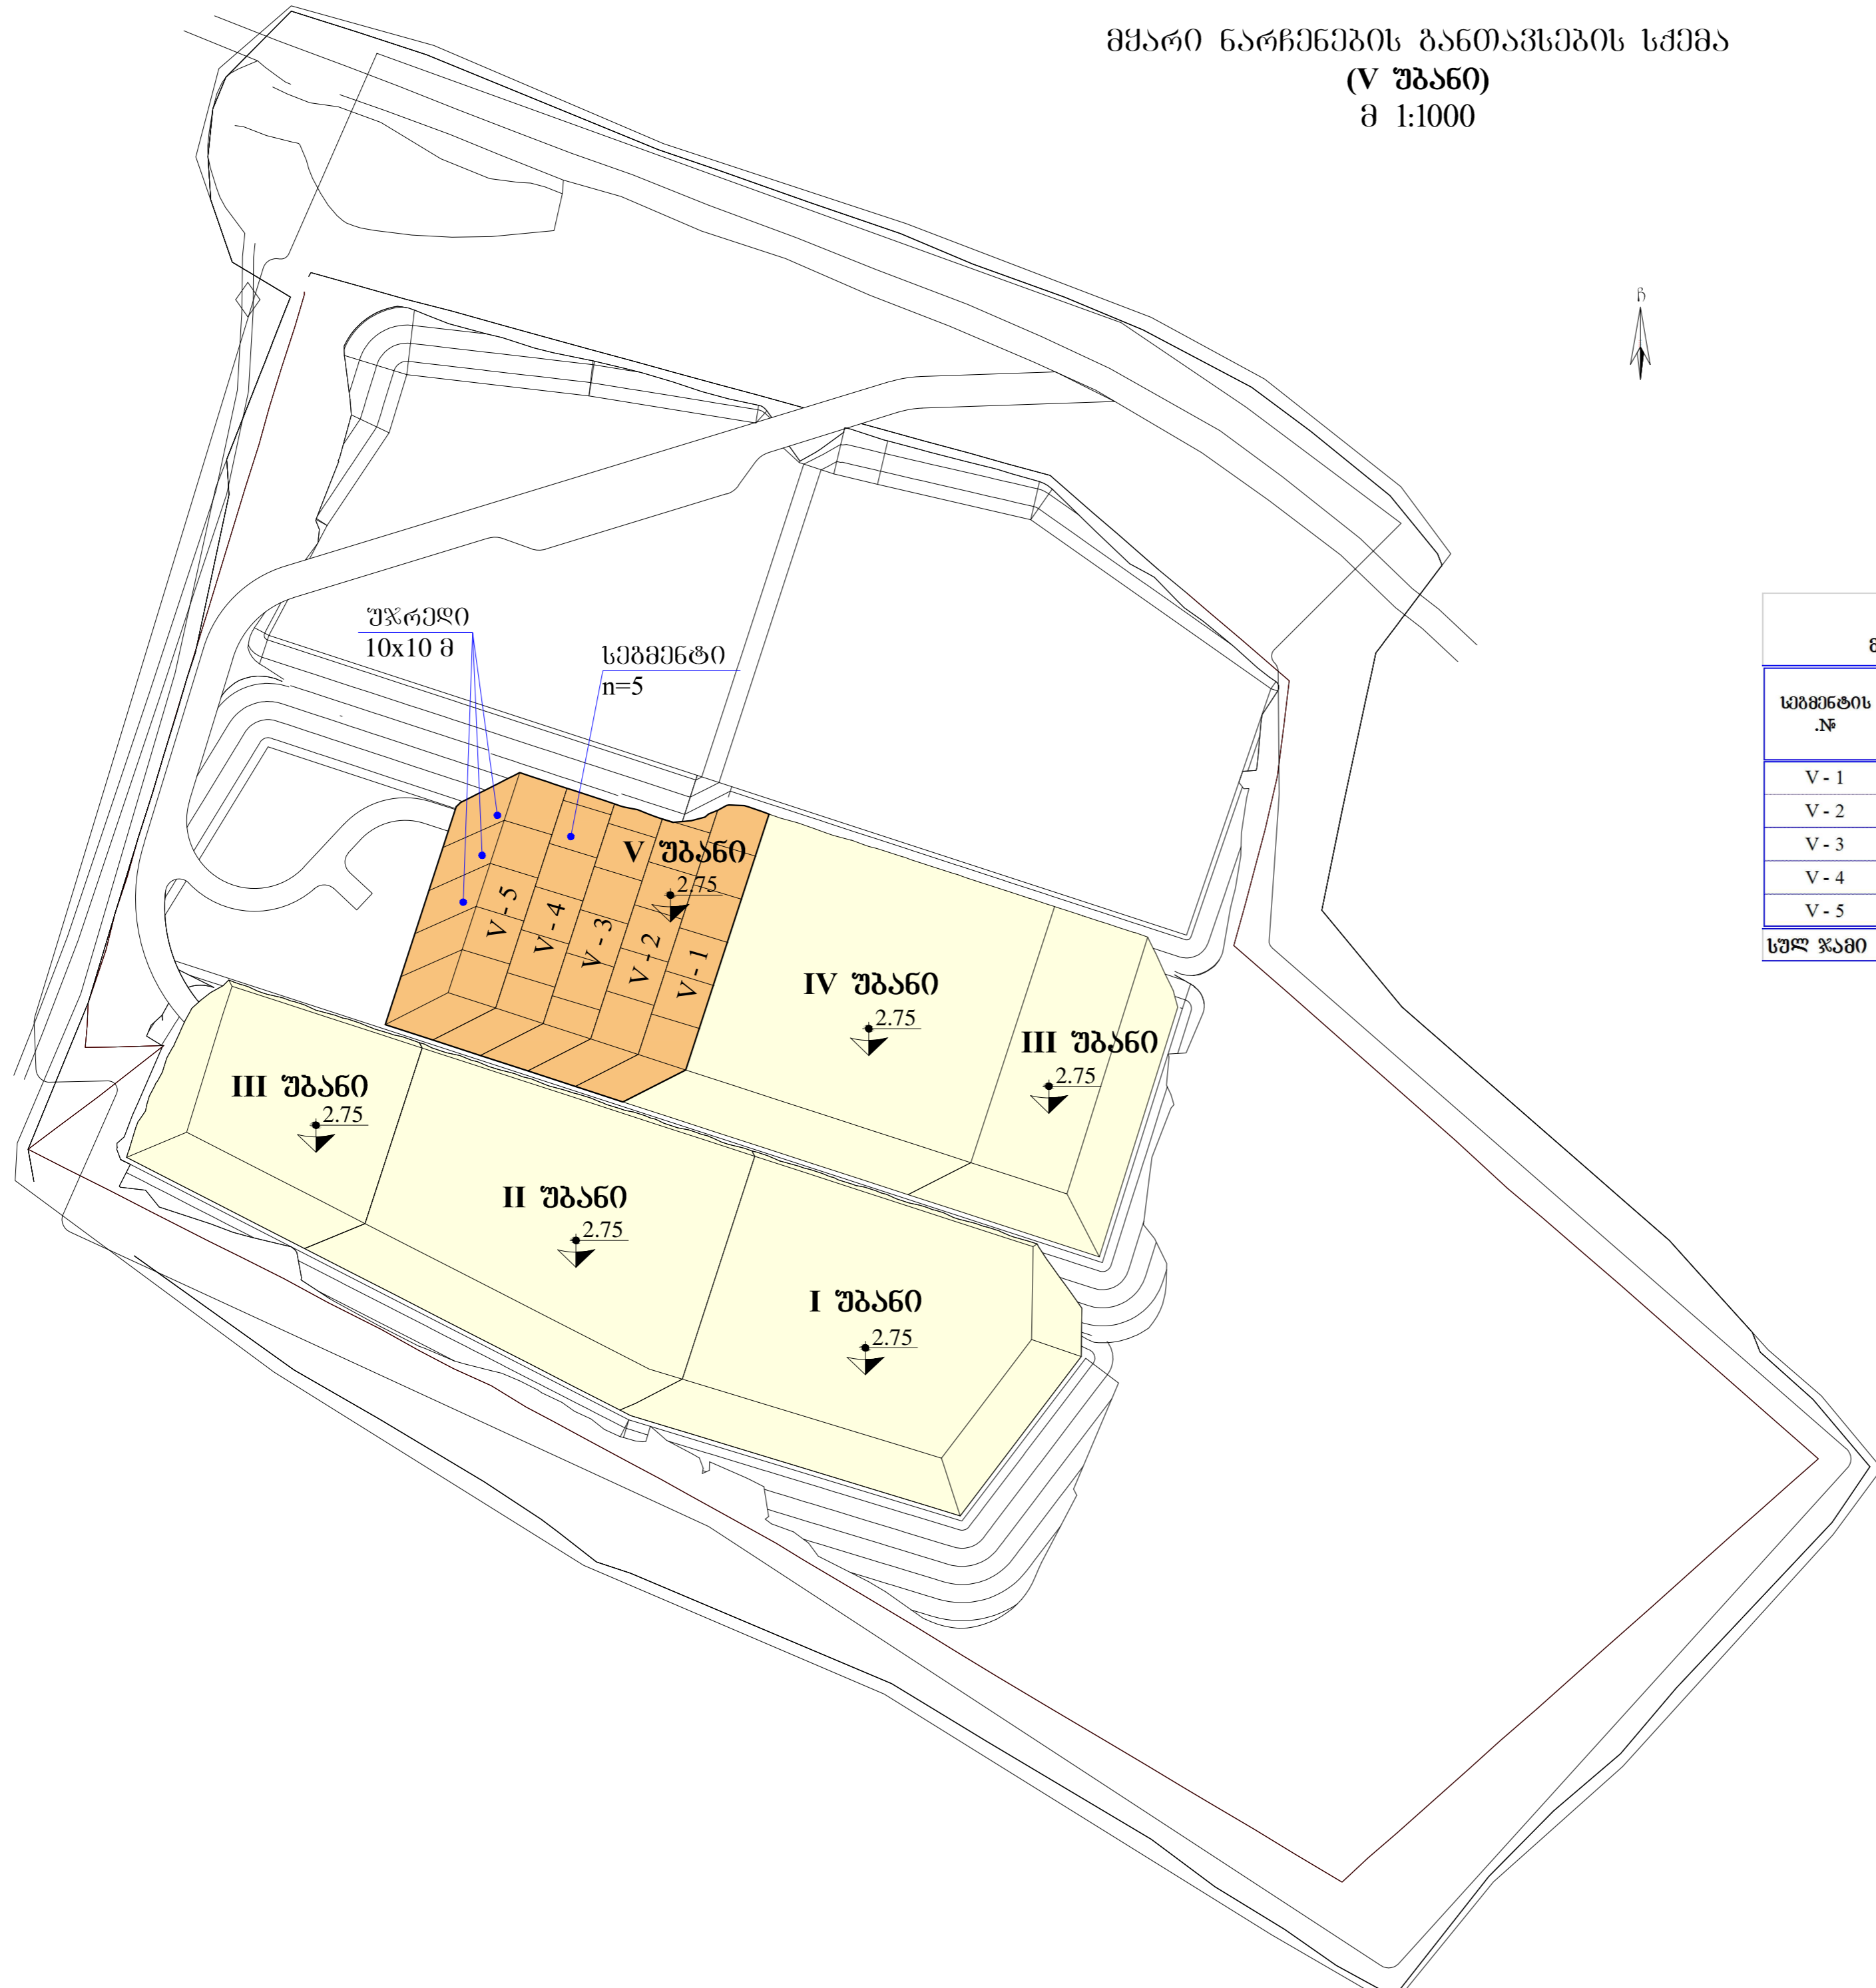 მყარი ნარჩენების განთავსების სქემა
(V უბანი)
მ 1:1000
ჩ
უჯრედი
10x10 მ
სეგმენტი
n=5
სეგმენტის
.№
V - 1
V - 2
V - 3
V - 4
V - 5
სულ ჯამი
V უბანი
2.75
V - 5
V - 4
V - 3
V - 2
V - 1
IV უბანი
2.75
III უბანი
2.75
III უბანი
2.75
II უბანი
2.75
I უბანი
2.75